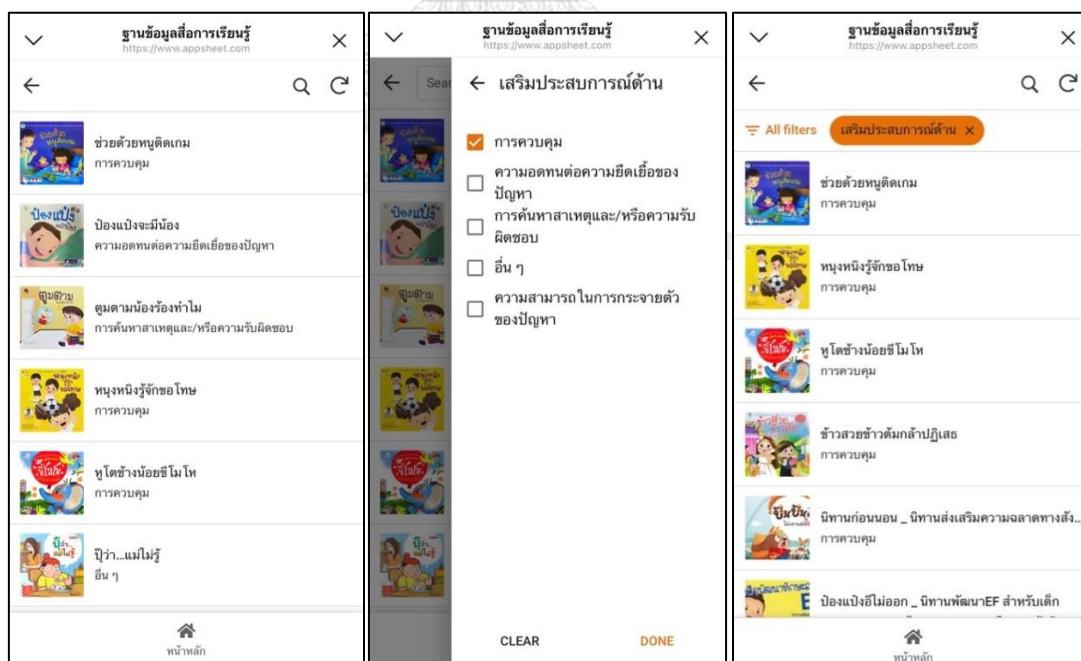 ฐานข้อมูลสื่อการเรียนรู้
https://www.appsheet.com
ช่วยด้วยหนูติดเกม
การควบคุม
ป๋องแป๋งจะมีน้อง
ความอดทนต่อความยืดเยื้อของปัญหา
ตูมตามน้องร้องทำไม
การค้นหาสาเหตุและ/หรือความรับผิดชอบ
หนุงหนิงรู้จักขอโทษ
การควบคุม
หูโตช้างน้อยขี้โมโห
การควบคุม
ปุ๊ว่า...แม่ไม่รู้
อื่น ๆ
หน้าหลัก
ฐานข้อมูลสื่อการเรียนรู้
https://www.appsheet.com
Sear
เสริมประสบการณ์ด้าน
การควบคุม
ความอดทนต่อความยืดเยื้อของ
ปัญหา
การค้นหาสาเหตุและ/หรือความรับ
ผิดชอบ
อื่น ๆ
ความสามารถในการกระจายตัว
ของปัญหา
CLEAR
DONE
ฐานข้อมูลสื่อการเรียนรู้
https://www.appsheet.com
All filters
เสริมประสบการณ์ด้าน
ช่วยด้วยหนูติดเกม
การควบคุม
หนุงหนิงรู้จักขอโทษ
การควบคุม
หูโตช้างน้อยขี้โมโห
การควบคุม
ข้าวสวยข้าวต้มกล้าปฏิเสธ
การควบคุม
นิทานก่อนนอน _ นิทานส่งเสริมความฉลาดทางสัง...
การควบคุม
ป๋องแป๋งอึไม่ออก _ นิทานพัฒนาEF สำหรับเด็ก
หน้าหลัก